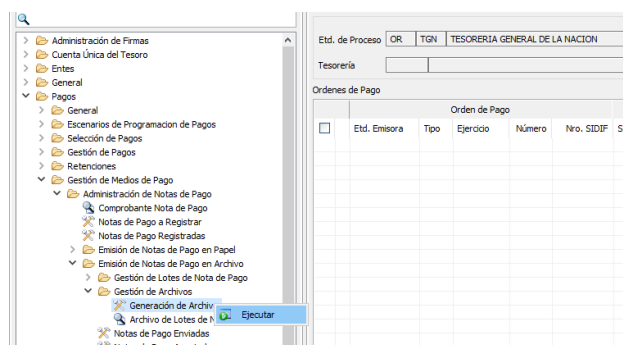 Administración de Firmas
Cuenta Única del Tesoro
Entes
General
Pagos
General
Escenarios de Programacion de Pagos
Selección de Pagos
Gestión de Pagos
Retenciones
Gestión de Medios de Pago
Administración de Notas de Pago
Comprobante Nota de Pago
Notas de Pago a Registrar
Notas de Pago Registradas
Emisión de Notas de Pago en Papel
Emisión de Notas de Pago en Archivo
Gestión de Lotes de Nota de Pago
Gestión de Archivos
Generación de Archiv
Ejecutar
Archivo de Lotes de N
Notas de Pago Enviadas
Etd. de Proceso OR TGN TESORERIA GENERAL DE LA NACION
Tesorería
Ordenes de Pago
Orden de Pago
Etd. Emisora Tipo Ejercicio Número Nro. SIDIF S